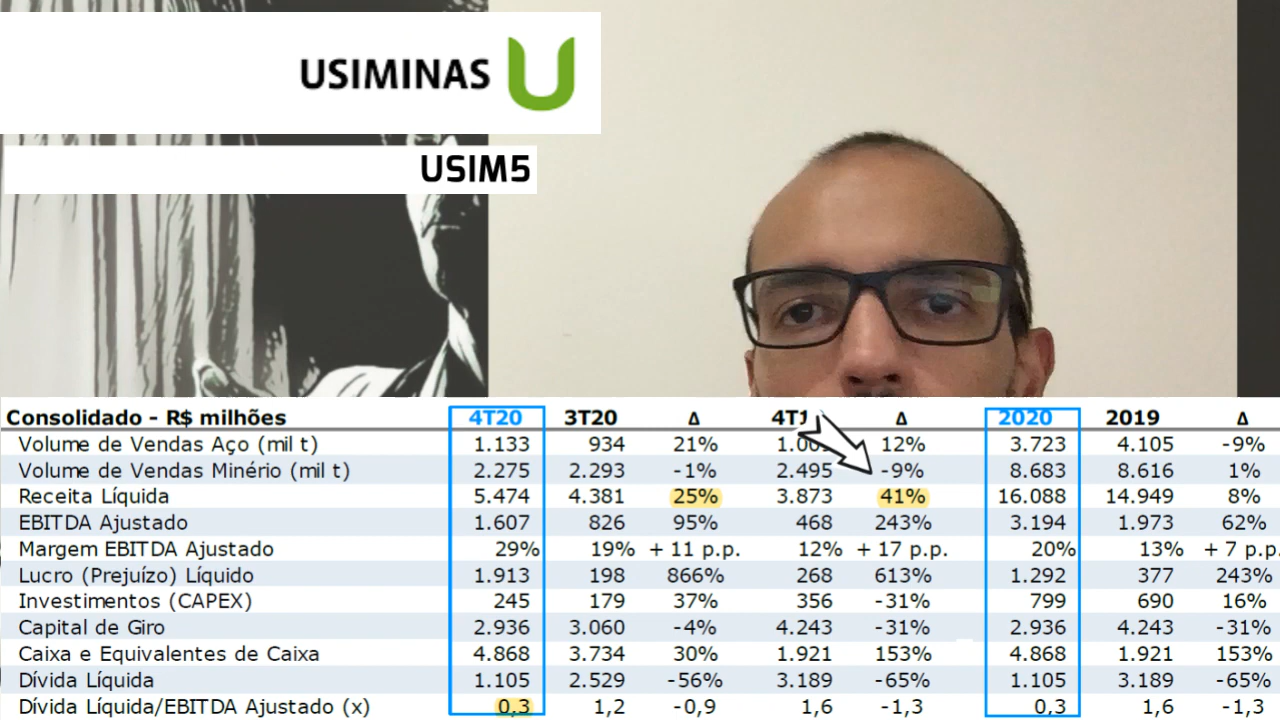 USIMINAS
USIM5
Consolidado - R$ milhões 4T20 3T20 Δ Δ 2020 2019 Δ
Volume de Vendas Aço (mil t) 1.133 934 21% 12% 3.723 4.105 -9%
Volume de Vendas Minério (mil t) 2.275 2.293 -1% 2.495 -9% 8.683 8.616 1%
Receita Líquida 5.474 4.381 25% 3.873 41% 16.088 14.949 8%
EBITDA Ajustado 1.607 826 95% 468 243% 3.194 1.973 62%
Margem EBITDA Ajustado 29% 19% + 11 p.p. 12% + 17 p.p. 20% 13% + 7 p.p.
Lucro (Prejuízo) Líquido 1.913 198 866% 268 613% 1.292 377 243%
Investimentos (CAPEX) 245 179 37% 356 -31% 799 690 16%
Capital de Giro 2.936 3.060 -4% 4.243 -31% 2.936 4.243 -31%
Caixa e Equivalentes de Caixa 4.868 3.734 30% 1.921 153% 4.868 1.921 153%
Dívida Líquida 1.105 2.529 -56% 3.189 -65% 1.105 3.189 -65%
Dívida Líquida/EBITDA Ajustado (x) 0,3 1,2 -0,9 1,6 -1,3 0,3 1,6 -1,3